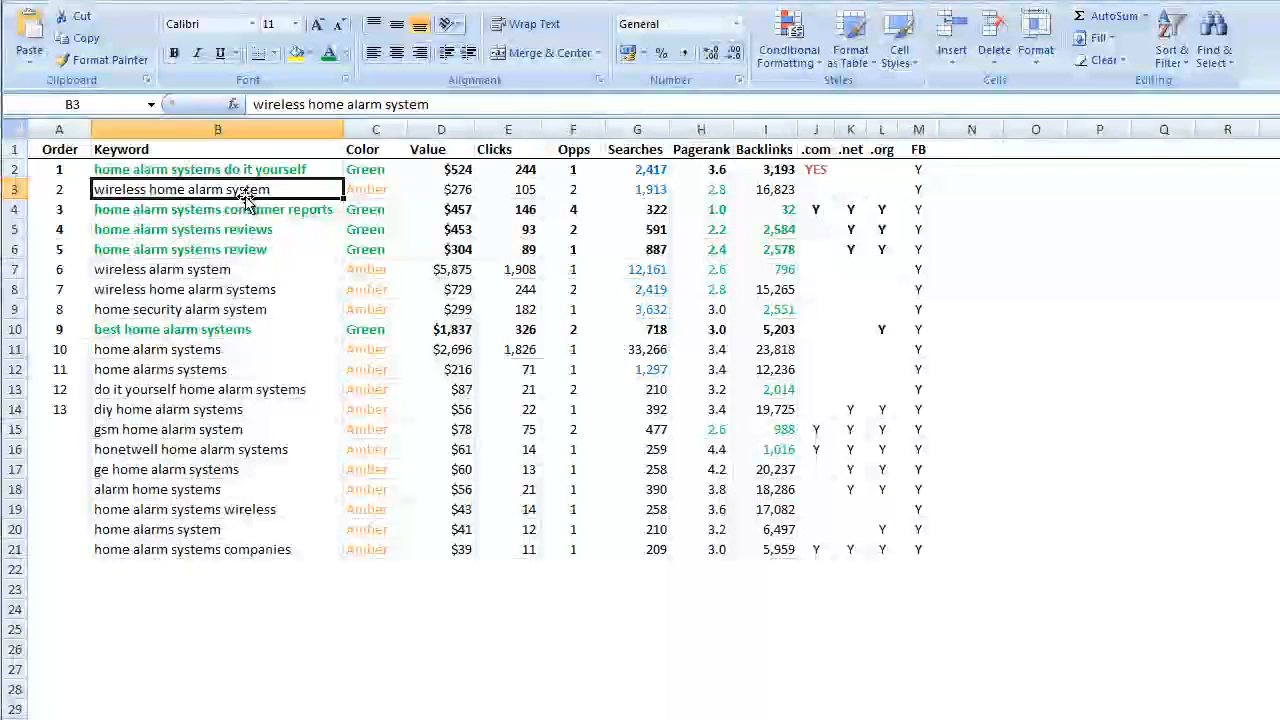 Cut
Copy
Format Painter
Paste
Clipboard
Calibri 11 A A
B I U A
Font
Wrap Text
Merge & Center
Alignment
General
% ,
Number
Conditional Formatting
Format as Table
Cell Styles
Styles
Insert Delete Format
Cells
Σ AutoSum
Fill
Clear
Sort & Filter
Find & Select
Editing
B3 fx wireless home alarm system
A B C D E F G H I J K L M N O P Q R
1 Order Keyword Color Value Clicks Opps Searches Pagerank Backlinks .com .net .org FB
2 1 home alarm systems do it yourself Green $524 244 1 2,417 3.6 3,193 YES Y
3 2 wireless home alarm system Amber $276 105 2 1,913 2.8 16,823 Y
4 3 home alarm systems consumer reports Green $457 146 4 322 1.0 32 Y Y Y Y
5 4 home alarm systems reviews Green $453 93 2 591 2.2 2,584 Y Y Y
6 5 home alarm systems review Green $304 89 1 887 2.4 2,578 Y Y Y
7 6 wireless alarm system Amber $5,875 1,908 1 12,161 2.6 796 Y
8 7 wireless home alarm systems Amber $729 244 2 2,419 2.8 15,265 Y
9 8 home security alarm system Amber $299 182 1 3,632 3.0 2,551 Y
10 9 best home alarm systems Green $1,837 326 2 718 3.0 5,203 Y Y
11 10 home alarm systems Amber $2,696 1,826 1 33,266 3.4 23,818 Y
12 11 home alarms systems Amber $216 71 1 1,297 3.4 12,236 Y
13 12 do it yourself home alarm systems Amber $87 21 2 210 3.2 2,014 Y
14 13 diy home alarm systems Amber $56 22 1 392 3.4 19,725 Y Y Y
15 gsm home alarm system Amber $78 75 2 477 2.6 988 Y Y Y Y
16 honetwell home alarm systems Amber $61 14 1 259 4.4 1,016 Y Y Y Y
17 ge home alarm systems Amber $60 13 1 258 4.2 20,237 Y Y Y
18 alarm home systems Amber $56 21 1 390 3.8 18,286 Y Y Y
19 home alarm systems wireless Amber $43 14 1 258 3.6 17,082 Y
20 home alarms system Amber $41 12 1 210 3.2 6,497 Y Y
21 home alarm systems companies Amber $39 11 1 209 3.0 5,959 Y Y Y Y
22
23
24
25
26
27
28
29